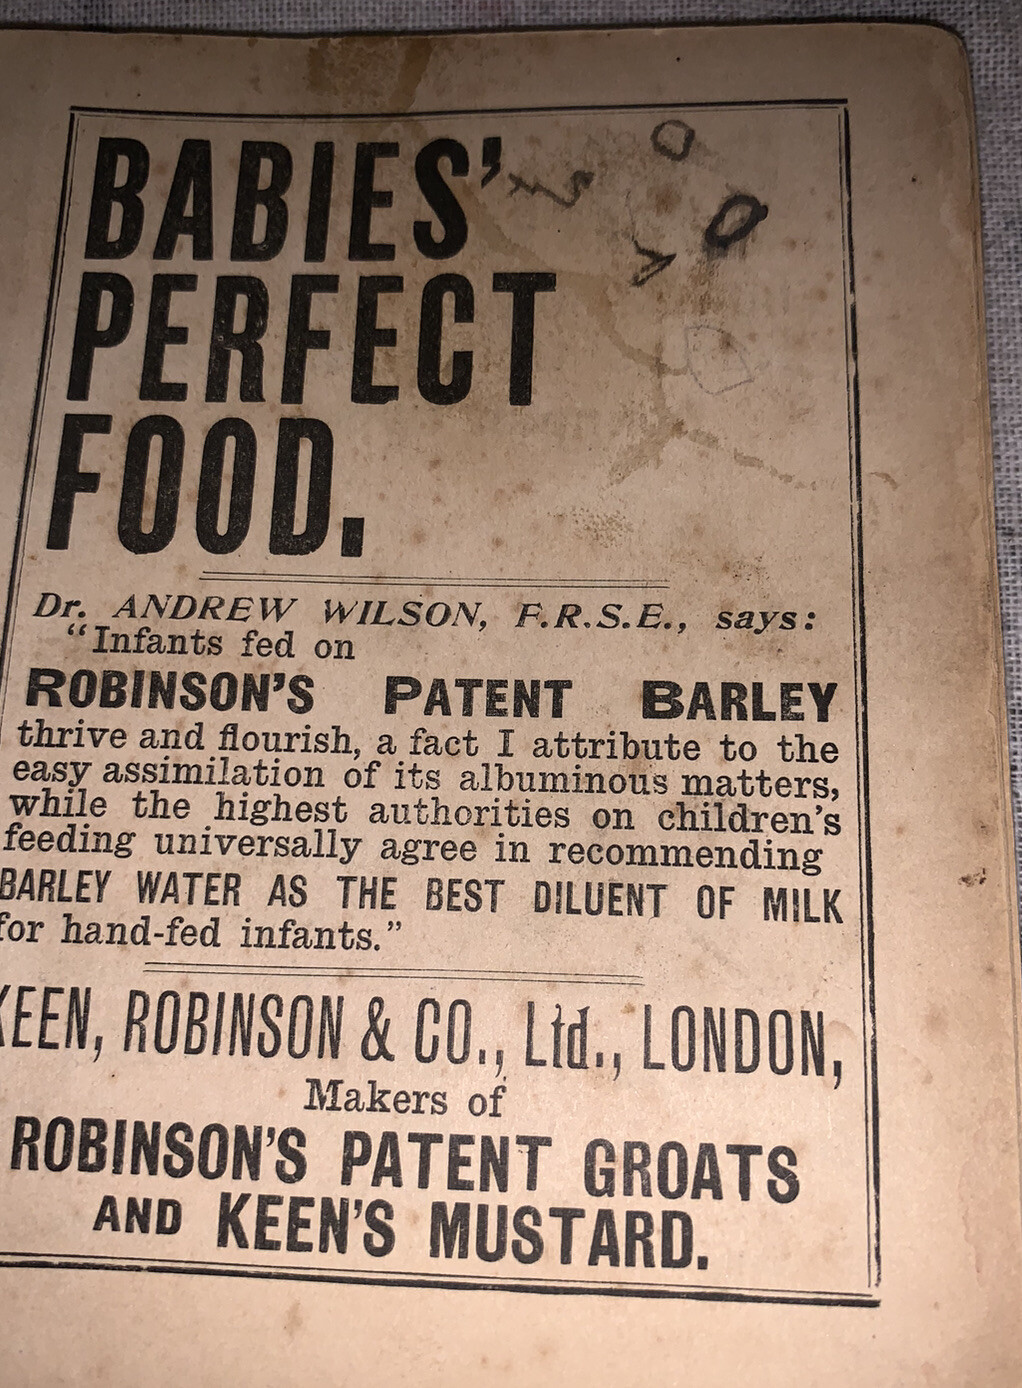 BABIES'
PERFECT
FOOD.
Dr. ANDREW WILSON, F.R.S.E., says:
"Infants fed on
ROBINSON'S PATENT BARLEY
thrive and flourish, a fact I attribute to the
easy assimilation of its albuminous matters,
while the highest authorities on children's
feeding universally agree in recommending
BARLEY WATER AS THE BEST DILUENT OF MILK
for hand-fed infants."
KEEN, ROBINSON & CO., Ltd., LONDON,
Makers of
ROBINSON'S PATENT GROATS
AND KEEN'S MUSTARD.